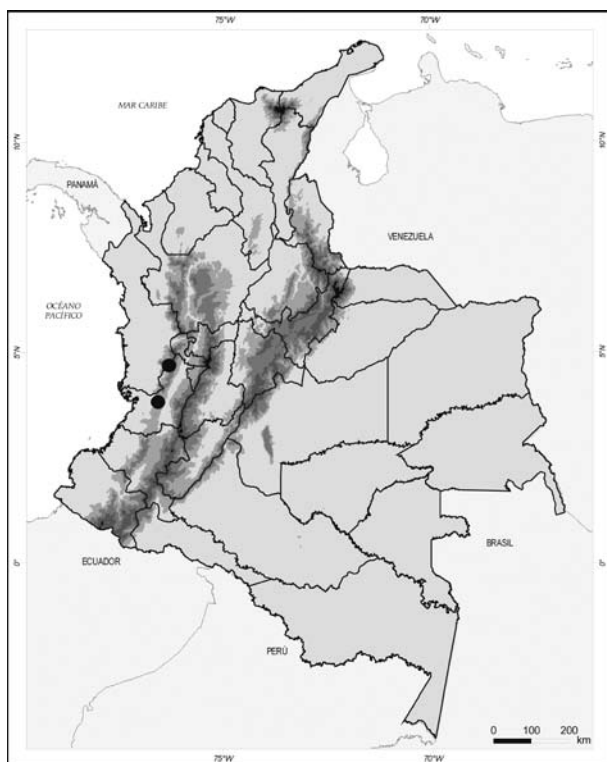 75°W 70°W
MAR CARIBE
10°N 10°N
PANAMÁ
VENEZUELA
OCÉANO
PACÍFICO
5°N 5°N
BRASIL
ECUADOR
0° 0°
PERÚ
0 100 200
km
75°W 70°W